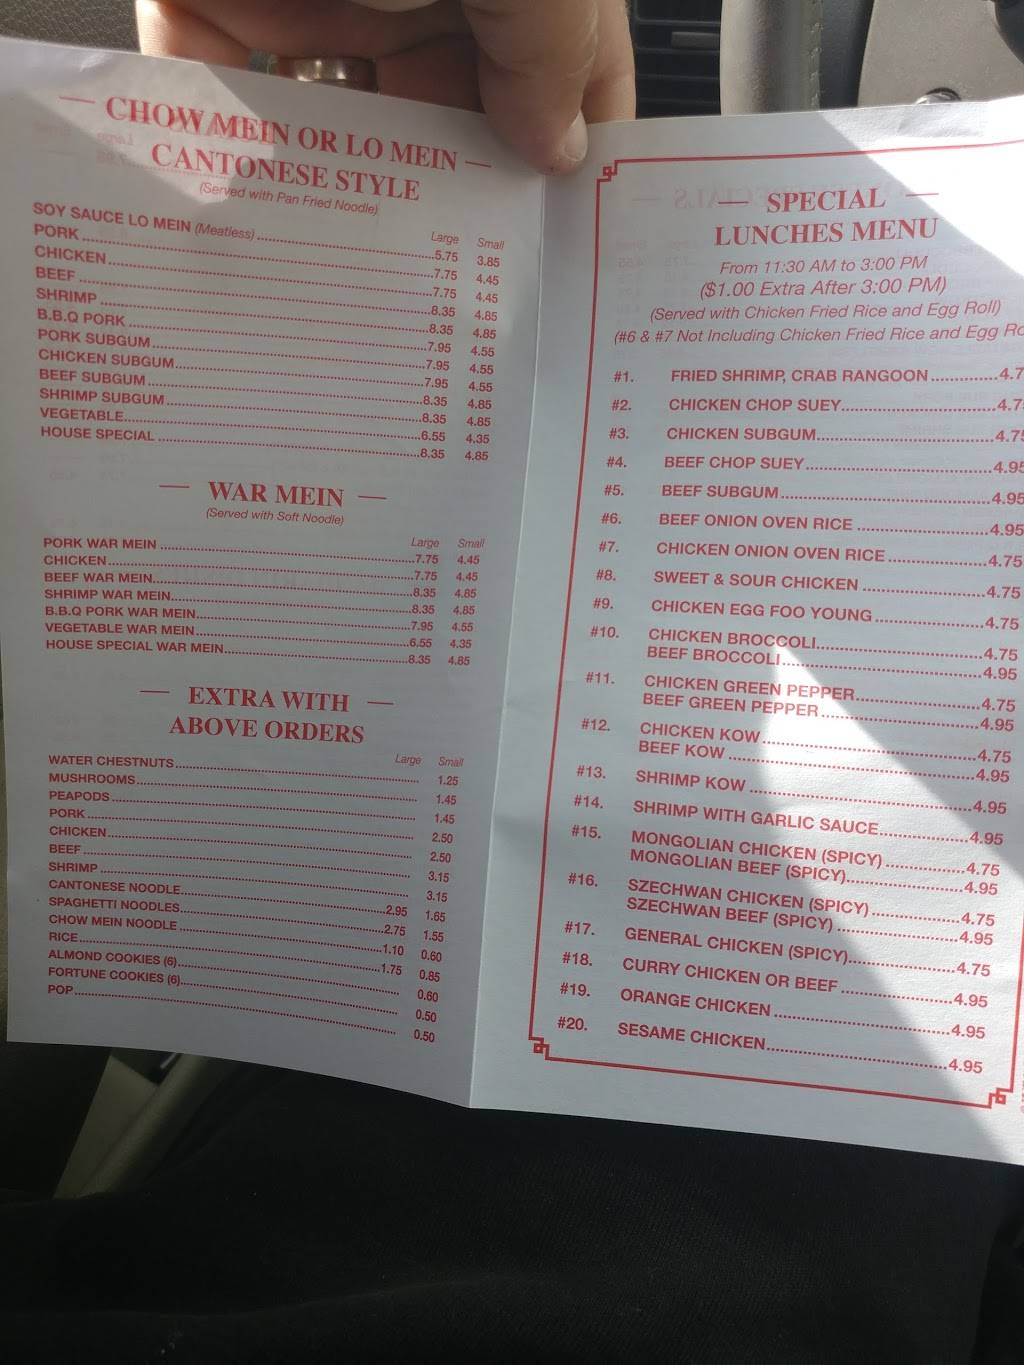 CHOW MEIN OR LO MEIN
CANTONESE STYLE
(Served with Pan Fried Noodle)
Large Small
SOY SAUCE LO MEIN (Meatless) 5.75 3.85
PORK 7.75 4.45
CHICKEN 7.75 4.45
BEEF 8.35 4.85
SHRIMP 8.35 4.85
B.B.Q PORK 7.95 4.55
PORK SUBGUM 7.95 4.55
CHICKEN SUBGUM 7.95 4.55
BEEF SUBGUM 8.35 4.85
SHRIMP SUBGUM 8.35 4.85
VEGETABLE 6.55 4.35
HOUSE SPECIAL 8.35 4.85
WAR MEIN
(Served with Soft Noodle)
Large Small
PORK WAR MEIN 7.75 4.45
CHICKEN 7.75 4.45
BEEF WAR MEIN 8.35 4.85
SHRIMP WAR MEIN 8.35 4.85
B.B.Q PORK WAR MEIN 7.95 4.55
VEGETABLE WAR MEIN 6.55 4.35
HOUSE SPECIAL WAR MEIN 8.35 4.85
EXTRA WITH
ABOVE ORDERS
Large Small
WATER CHESTNUTS 1.25
MUSHROOMS 1.45
PEAPODS 1.45
PORK 2.50
CHICKEN 2.50
BEEF 3.15
SHRIMP 3.15
CANTONESE NOODLE 2.95 1.65
SPAGHETTI NOODLES 2.75 1.55
CHOW MEIN NOODLE 1.10 0.60
RICE 1.75 0.85
ALMOND COOKIES (6) 0.60
FORTUNE COOKIES (6) 0.50
POP 0.50
SPECIAL
LUNCHES MENU
From 11:30 AM to 3:00 PM
($1.00 Extra After 3:00 PM)
(Served with Chicken Fried Rice and Egg Roll)
(#6 & #7 Not Including Chicken Fried Rice and Egg Ro
#1. FRIED SHRIMP, CRAB RANGOON 4.7
#2. CHICKEN CHOP SUEY 4.75
#3. CHICKEN SUBGUM 4.75
#4. BEEF CHOP SUEY 4.95
#5. BEEF SUBGUM 4.95
#6. BEEF ONION OVEN RICE 4.95
#7. CHICKEN ONION OVEN RICE 4.75
#8. SWEET & SOUR CHICKEN 4.75
#9. CHICKEN EGG FOO YOUNG 4.75
#10. CHICKEN BROCCOLI 4.75
BEEF BROCCOLI 4.95
#11. CHICKEN GREEN PEPPER 4.75
BEEF GREEN PEPPER 4.95
#12. CHICKEN KOW 4.75
BEEF KOW 4.95
#13. SHRIMP KOW 4.95
#14. SHRIMP WITH GARLIC SAUCE 4.95
#15. MONGOLIAN CHICKEN (SPICY) 4.75
MONGOLIAN BEEF (SPICY) 4.95
#16. SZECHWAN CHICKEN (SPICY) 4.75
SZECHWAN BEEF (SPICY) 4.95
#17. GENERAL CHICKEN (SPICY) 4.75
#18. CURRY CHICKEN OR BEEF 4.95
#19. ORANGE CHICKEN 4.95
#20. SESAME CHICKEN 4.95